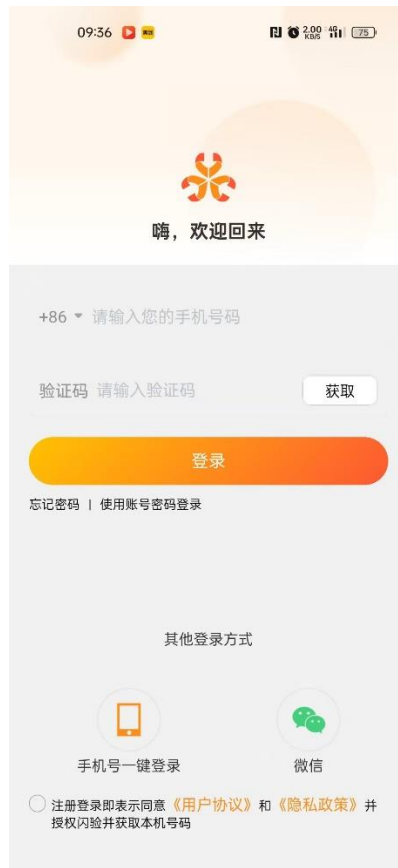 09:36 2.00 KB/S 4G 75
嗨，欢迎回来
+86 请输入您的手机号码
验证码 请输入验证码 获取
登录
忘记密码 | 使用账号密码登录
其他登录方式
手机号一键登录 微信
注册登录即表示同意《用户协议》和《隐私政策》并
授权闪验并获取本机号码